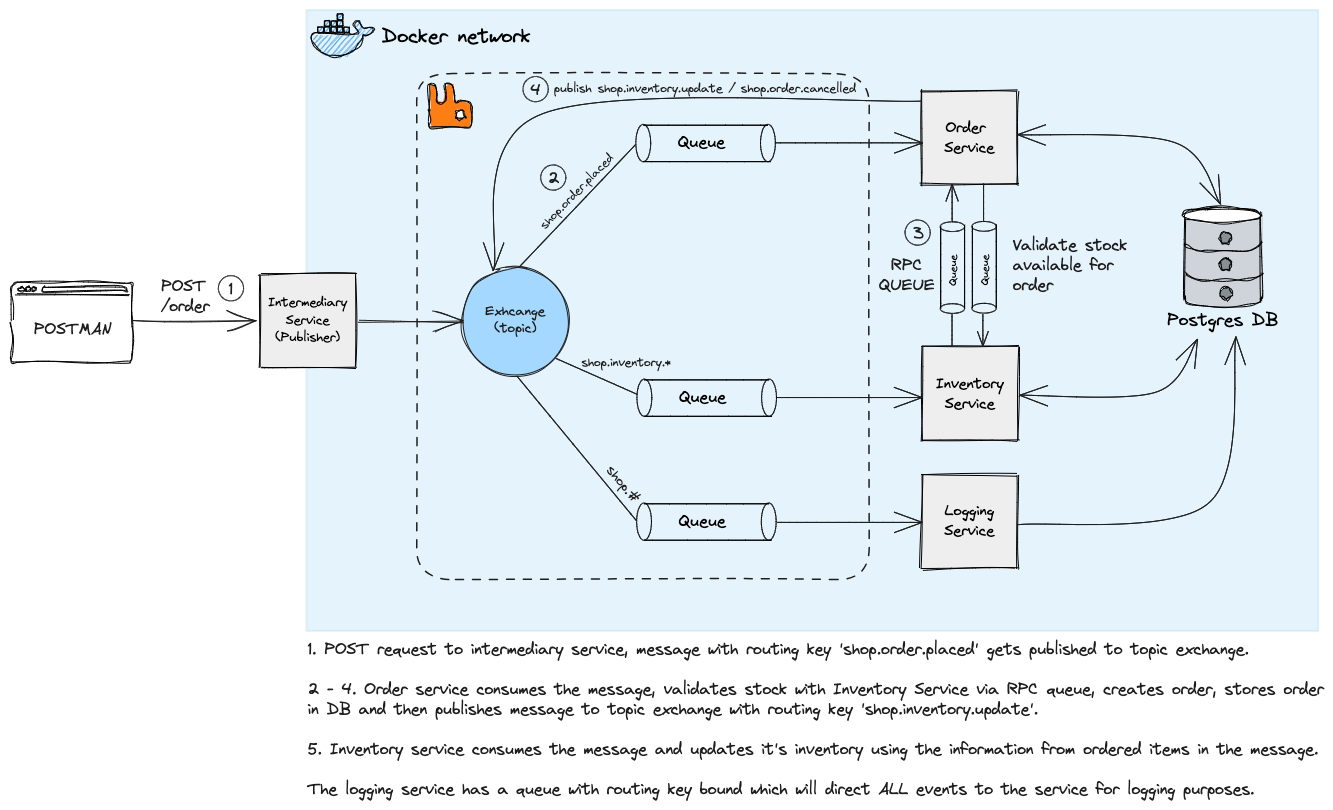 Docker network
4 publish shop.inventory.update / shop.order.cancelled
Queue
Order
Service
2
shop.order.placed
3
RPC
QUEUE
Queue
Queue
Validate stock
available for
order
POST
/order
1
POSTMAN
Intermediary
Service
(Publisher)
Exhcange
(topic)
Postgres DB
shop.inventory.*
Queue
Inventory
Service
shop.#
Queue
Logging
Service
1. POST request to intermediary service, message with routing key 'shop.order.placed' gets published to topic exchange.
2 - 4. Order service consumes the message, validates stock with Inventory Service via RPC queue, creates order, stores order
in DB and then publishes message to topic exchange with routing key 'shop.inventory.update'.
5. Inventory service consumes the message and updates it's inventory using the information from ordered items in the message.
The logging service has a queue with routing key bound which will direct ALL events to the service for logging purposes.